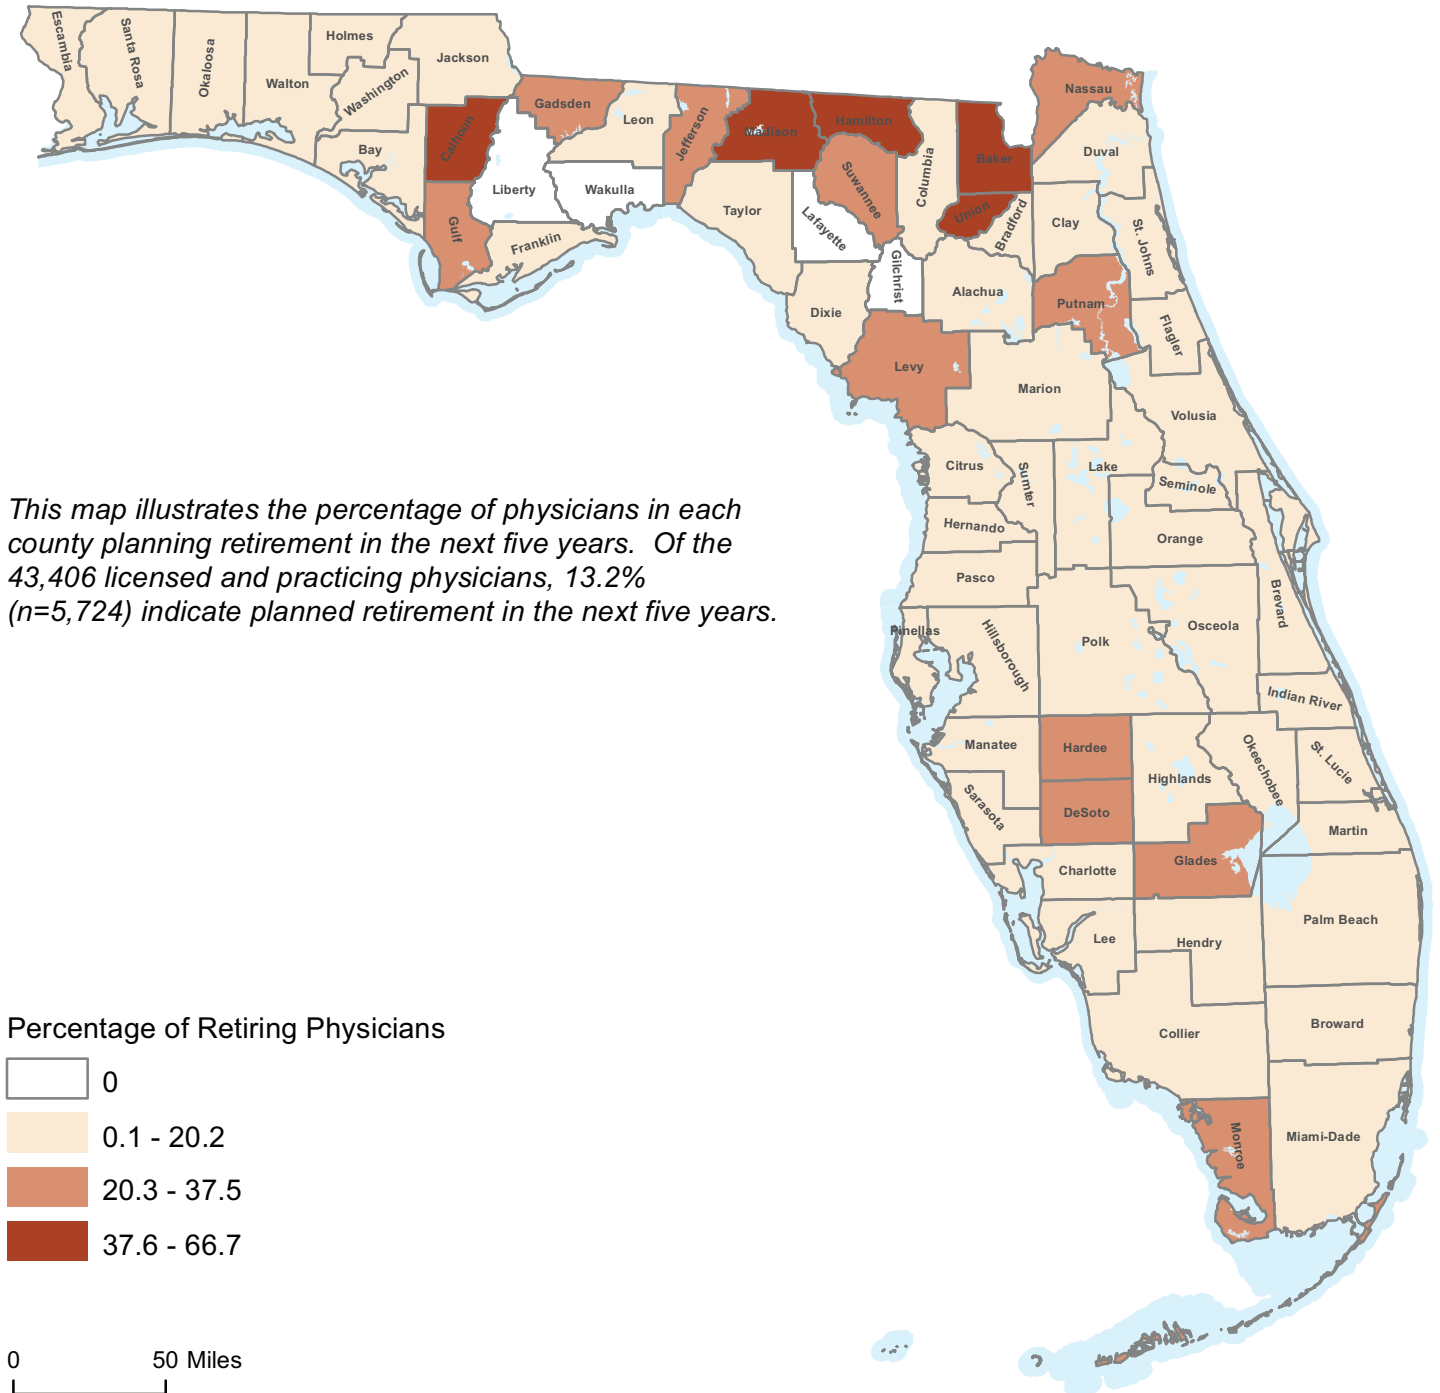 Escambia
Santa Rosa
Okaloosa
Walton
Holmes
Washington
Jackson
Bay
Calhoun
Gulf
Gadsden
Liberty
Franklin
Leon
Wakulla
Jefferson
Madison
Taylor
Hamilton
Suwannee
Lafayette
Columbia
Baker
Union
Bradford
Nassau
Duval
Clay
St. Johns
Gilchrist
Dixie
Alachua
Putnam
Flagler
Levy
Marion
Volusia
Citrus
Sumter
Lake
Seminole
Hernando
Orange
Pasco
Brevard
Pinellas
Hillsborough
Polk
Osceola
Indian River
Manatee
Hardee
Highlands
Okeechobee
St. Lucie
Sarasota
DeSoto
Martin
Charlotte
Glades
Lee
Hendry
Palm Beach
Collier
Broward
Monroe
Miami-Dade
This map illustrates the percentage of physicians in each
county planning retirement in the next five years. Of the
43,406 licensed and practicing physicians, 13.2%
(n=5,724) indicate planned retirement in the next five years.
Percentage of Retiring Physicians
0
0.1 - 20.2
20.3 - 37.5
37.6 - 66.7
0 50 Miles